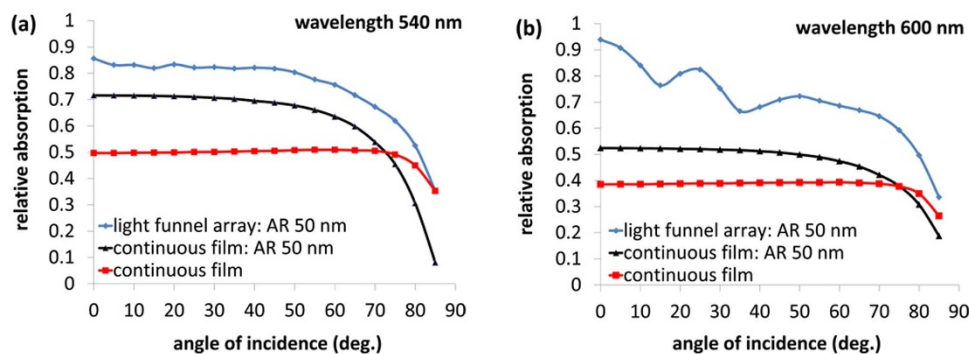 (a)
wavelength 540 nm
relative absorption
1
0.9
0.8
0.7
0.6
0.5
0.4
0.3
0.2
0.1
0
light funnel array: AR 50 nm
continuous film: AR 50 nm
continuous film
0 10 20 30 40 50 60 70 80 90
angle of incidence (deg.)
(b)
wavelength 600 nm
relative absorption
1
0.9
0.8
0.7
0.6
0.5
0.4
0.3
0.2
0.1
0
light funnel array: AR 50 nm
continuous film: AR 50 nm
continuous film
0 10 20 30 40 50 60 70 80 90
angle of incidence (deg.)